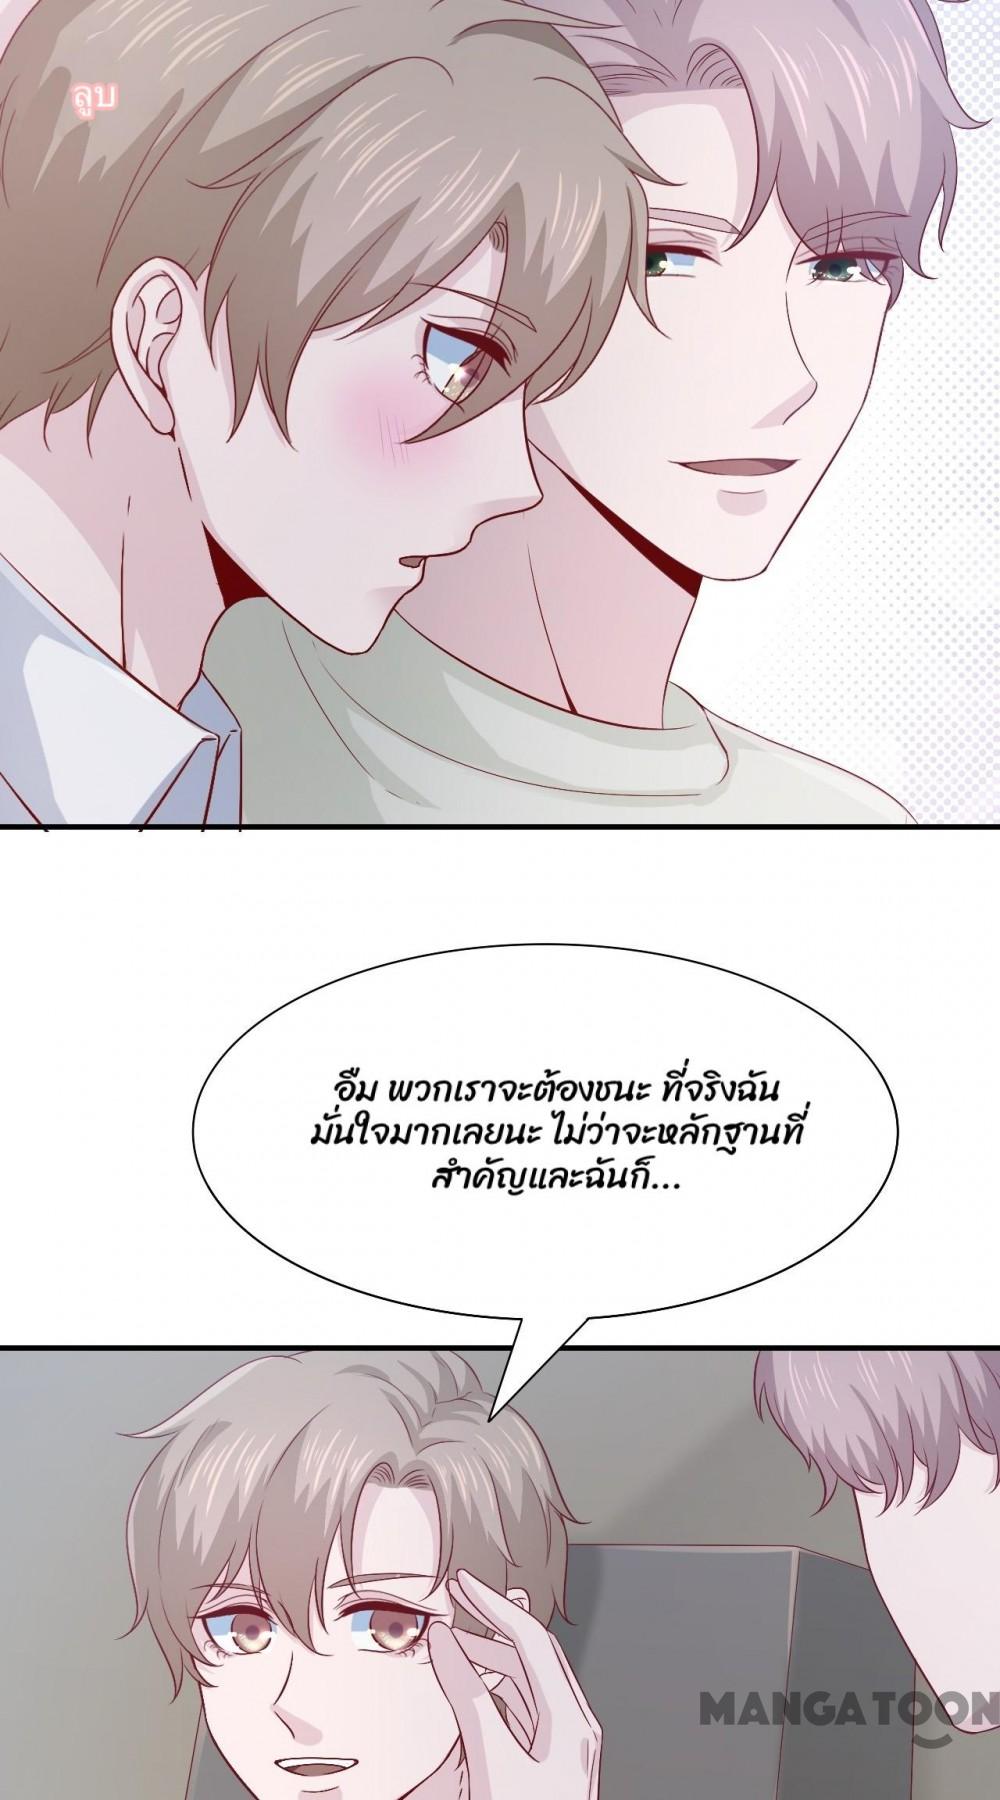 ลูบ
อืม พวกเราจะต้องชนะ ที่จริงฉัน
มั่นใจมากเลยนะ ไม่ว่าจะหลักฐานที่
สำคัญและฉันก็...
MANGATOON